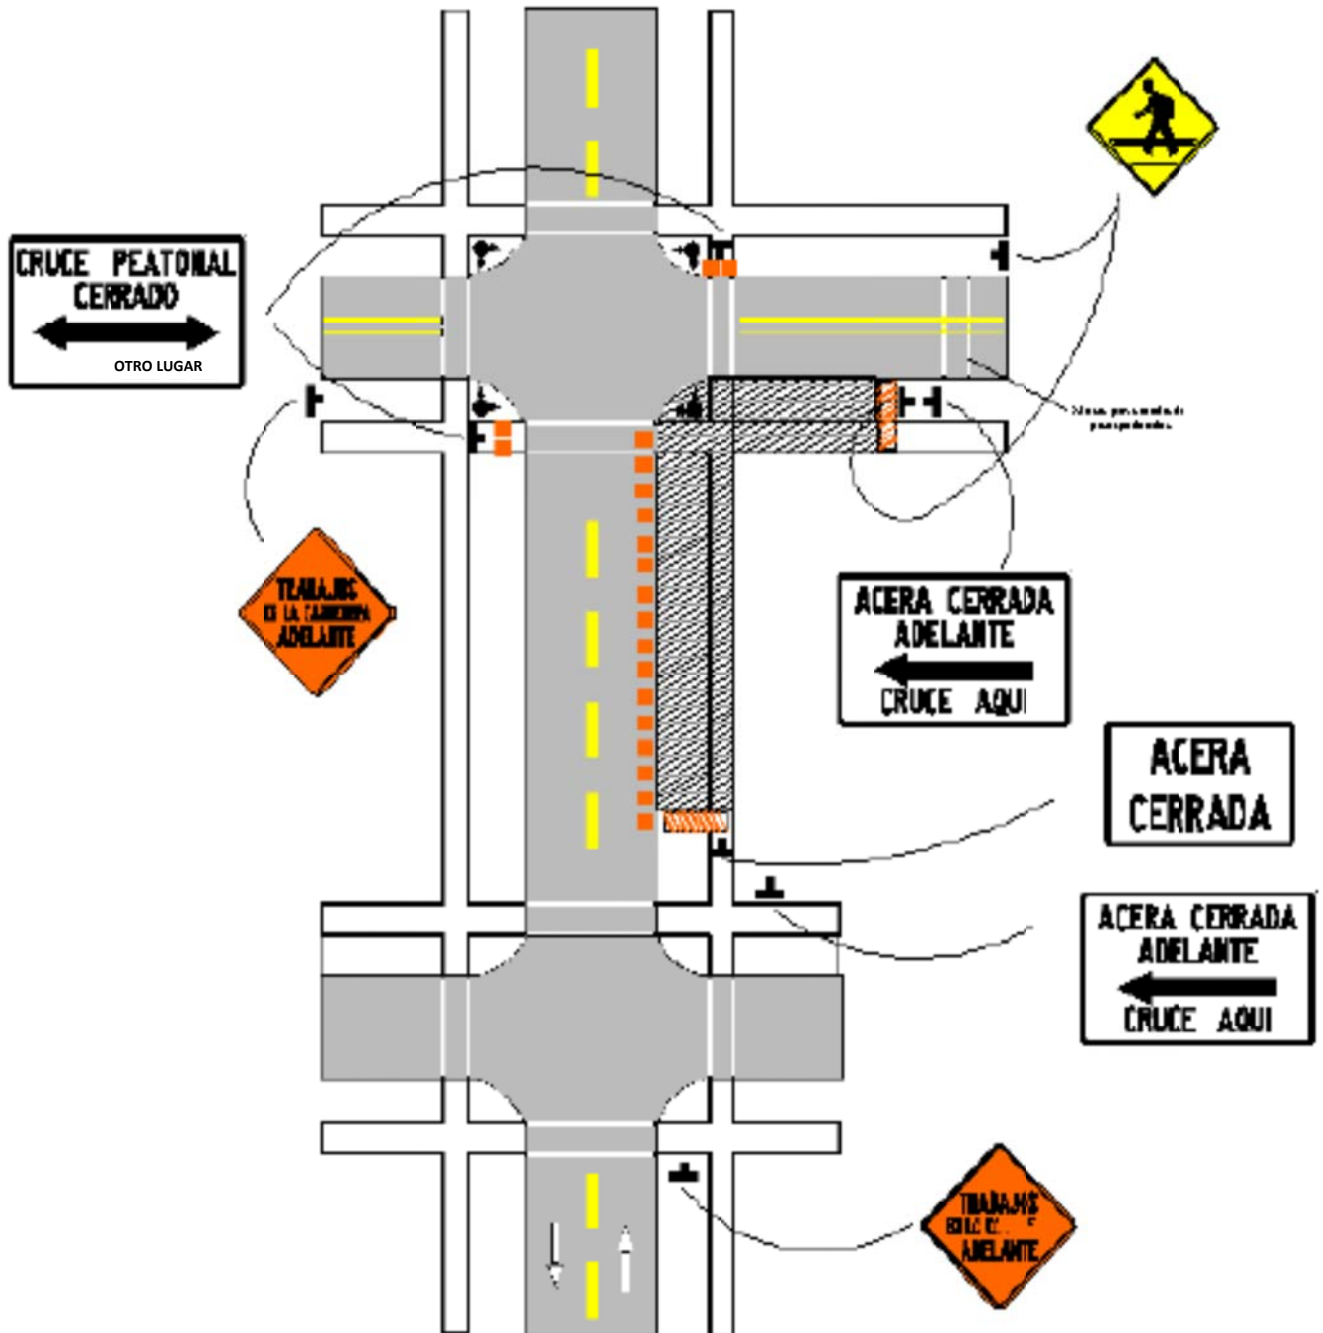 CRUCE PEATONAL
CERRADO
OTRO LUGAR
TRABAJOS
ADELANTE
ACERA CERRADA
ADELANTE
CRUCE AQUI
ACERA
CERRADA
ACERA CERRADA
ADELANTE
CRUCE AQUI
TRABAJOS
ADELANTE